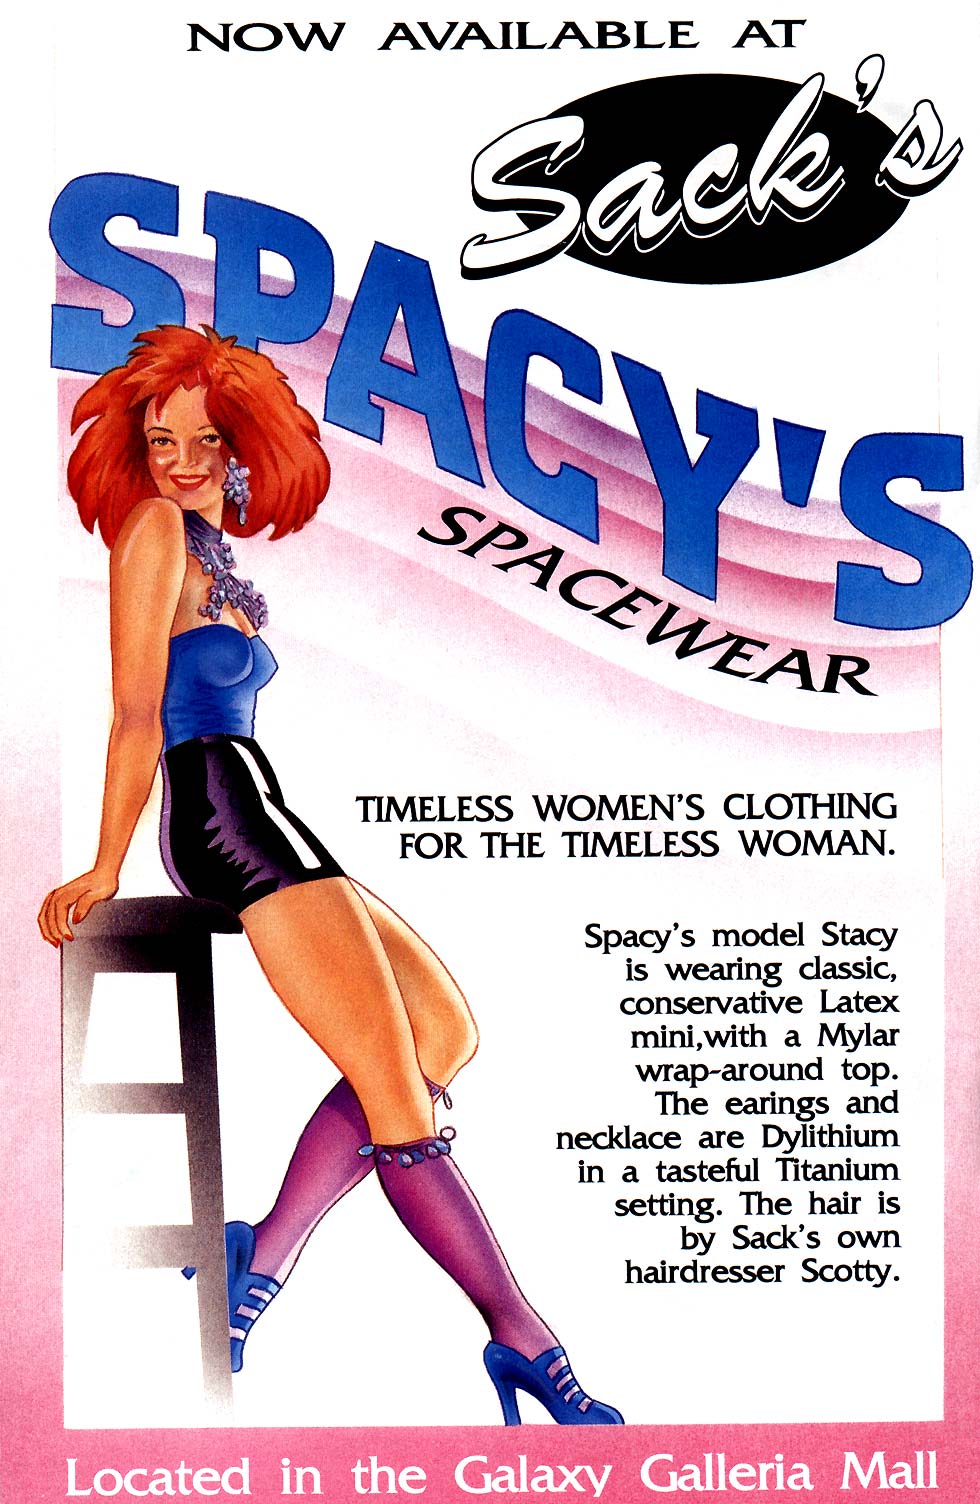 NOW AVAILABLE AT
Sack's
SPACY'S
SPACEWEAR
TIMELESS WOMEN'S CLOTHING
FOR THE TIMELESS WOMAN.
Spacy's model Stacy
is wearing classic,
conservative Latex
mini,with a Mylar
wrap-around top.
The earings and
necklace are Dylithium
in a tasteful Titanium
setting. The hair is
by Sack's own
hairdresser Scotty.
Located in the Galaxy Galleria Mall